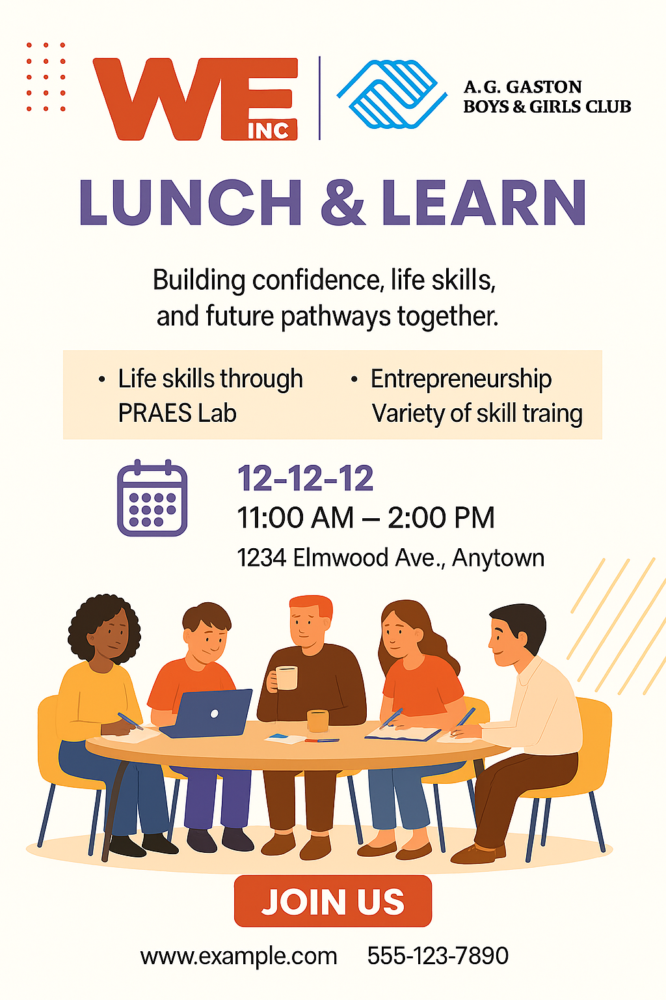 WE
INC
A.G. GASTON
BOYS & GIRLS CLUB
LUNCH & LEARN
Building confidence, life skills,
and future pathways together.
• Life skills through
PRAES Lab
• Entrepreneurship
Variety of skill traing
12-12-12
11:00 AM – 2:00 PM
1234 Elmwood Ave., Anytown
JOIN US
www.example.com 555-123-7890